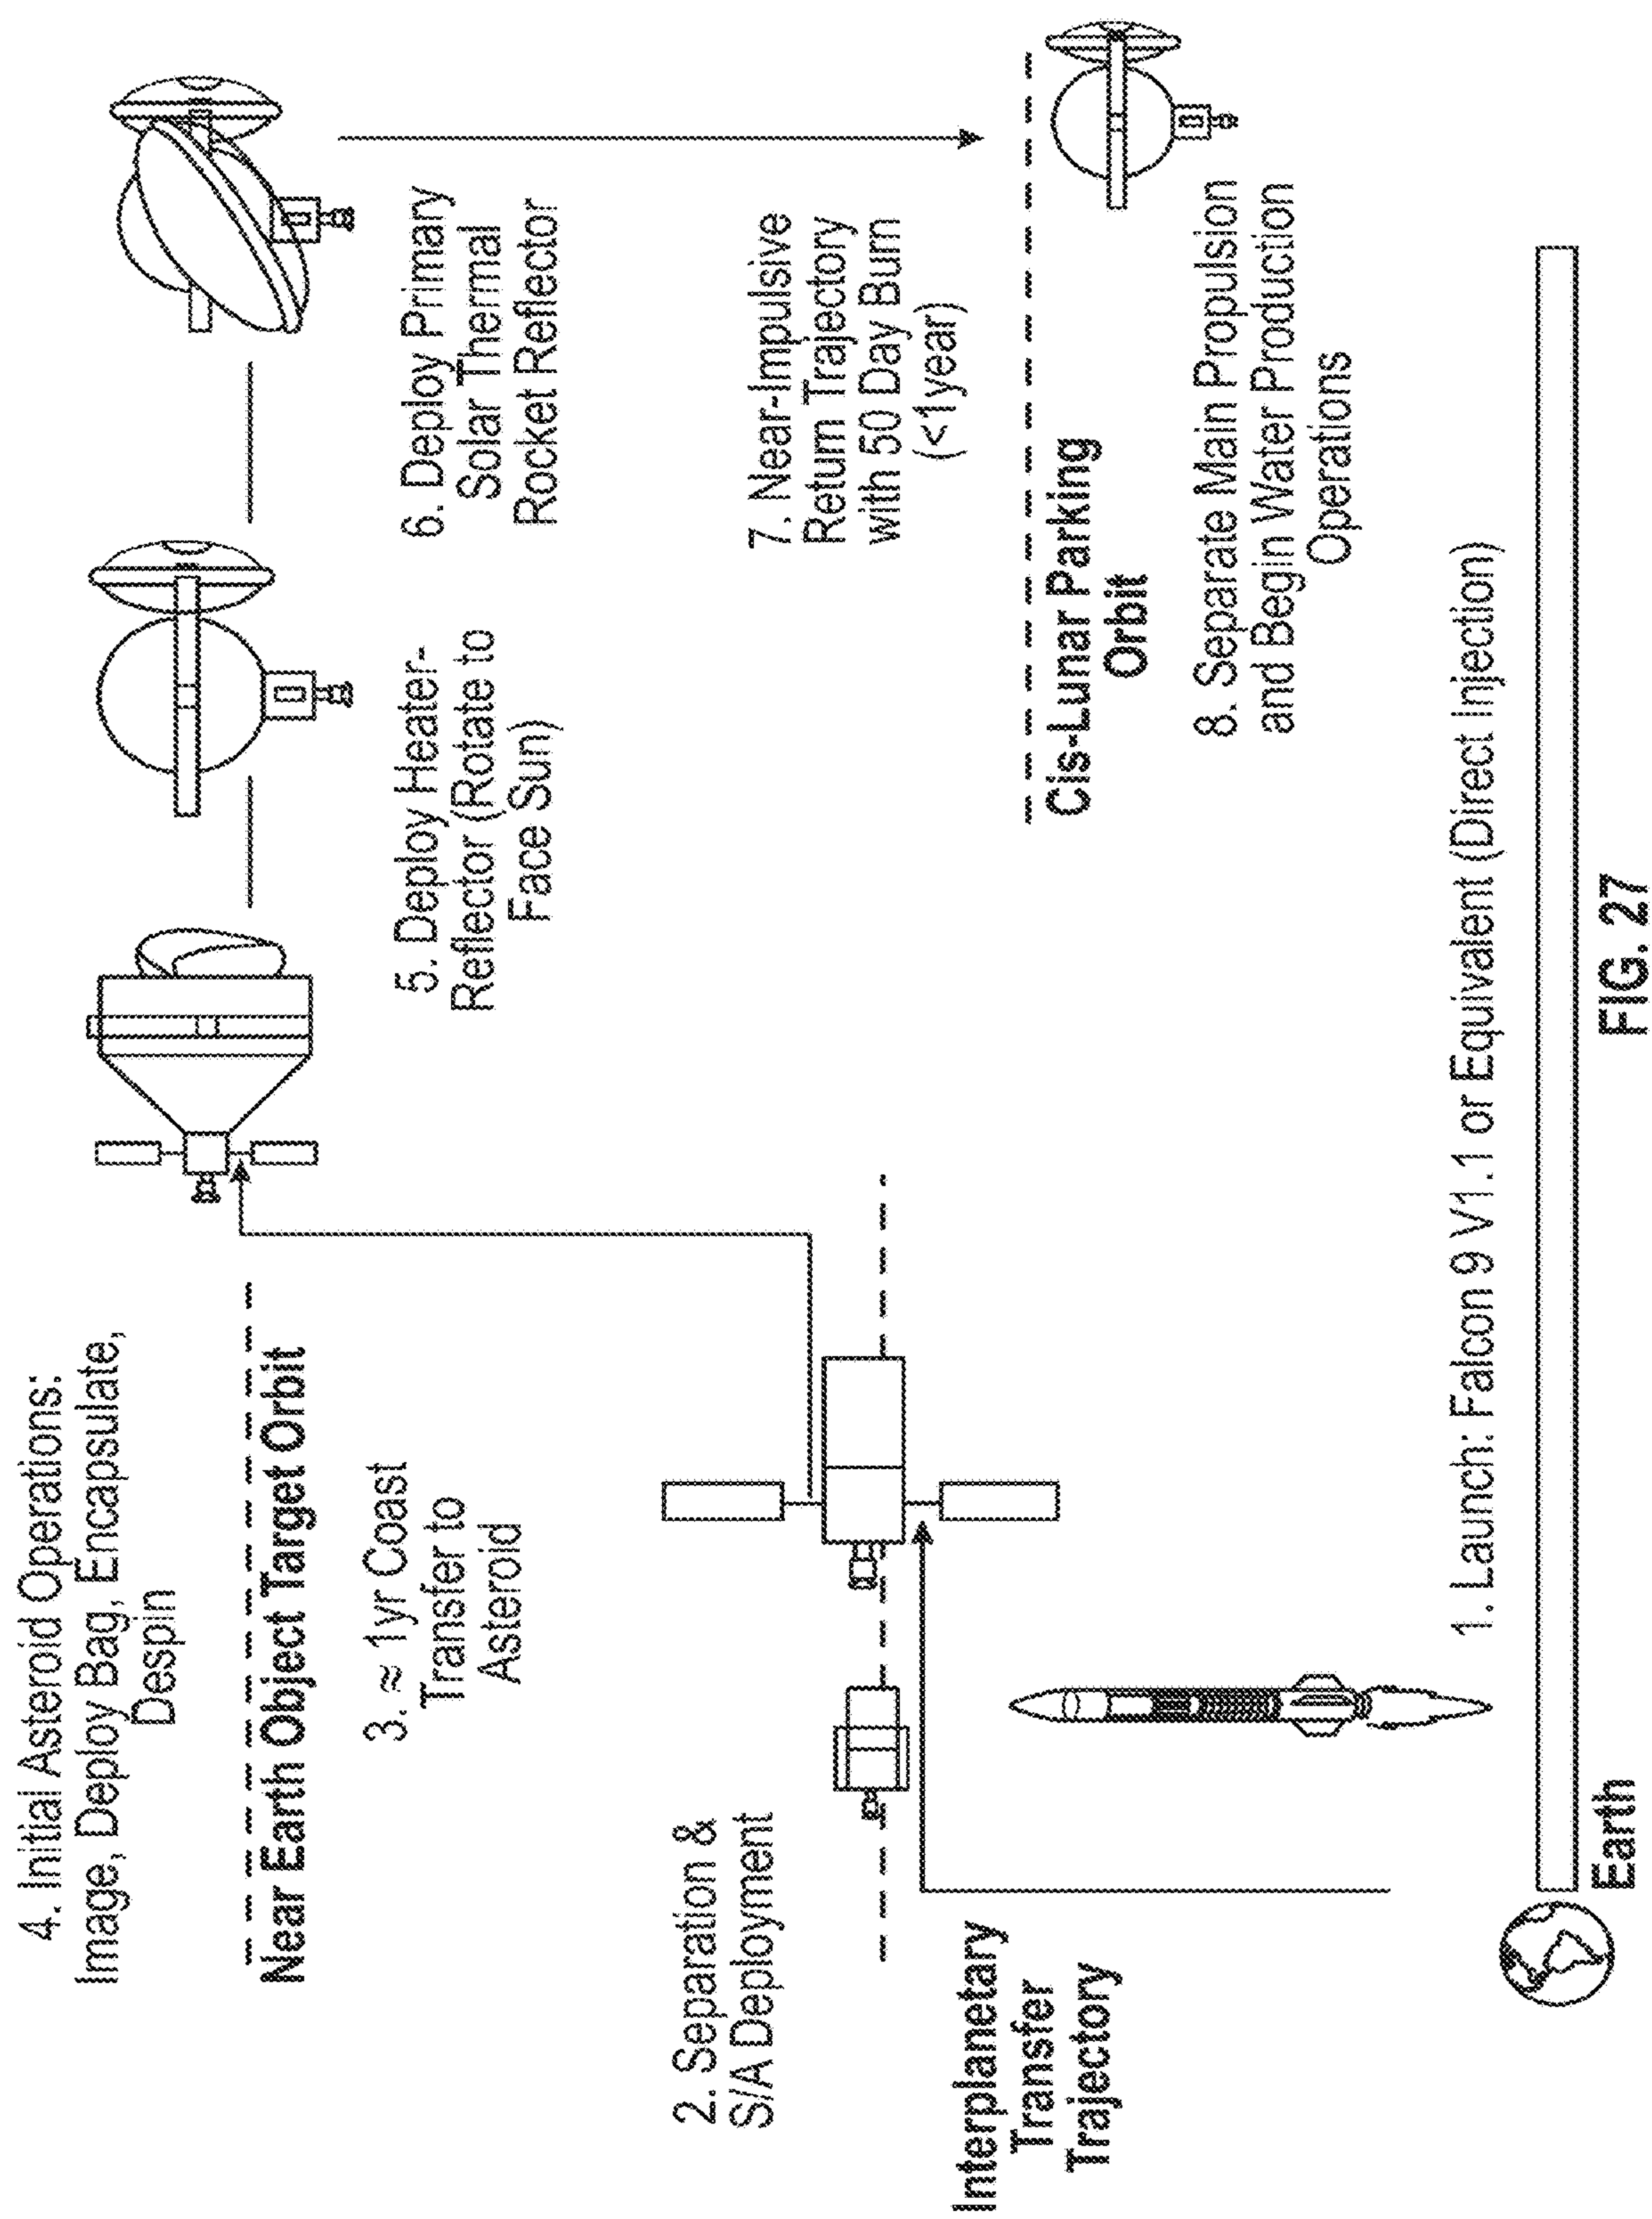 4. Initial Asteroid Operations:
Image, Deploy Bag, Encapsulate,
Despin
Near Earth Object Target Orbit
3. ≈ 1yr Coast
Transfer to
Asteroid
2. Separation &
S/A Deployment
Interplanetary
Transfer
Trajectory
5. Deploy Heater-
Reflector (Rotate to
Face Sun)
6. Deploy Primary
Solar Thermal
Rocket Reflector
7. Near-Impulsive
Return Trajectory
with 50 Day Burn
(<1year)
Cis-Lunar Parking
Orbit
8. Separate Main Propulsion
and Begin Water Production
Operations
1. Launch: Falcon 9 V1.1 or Equivalent (Direct Injection)
Earth
FIG. 27